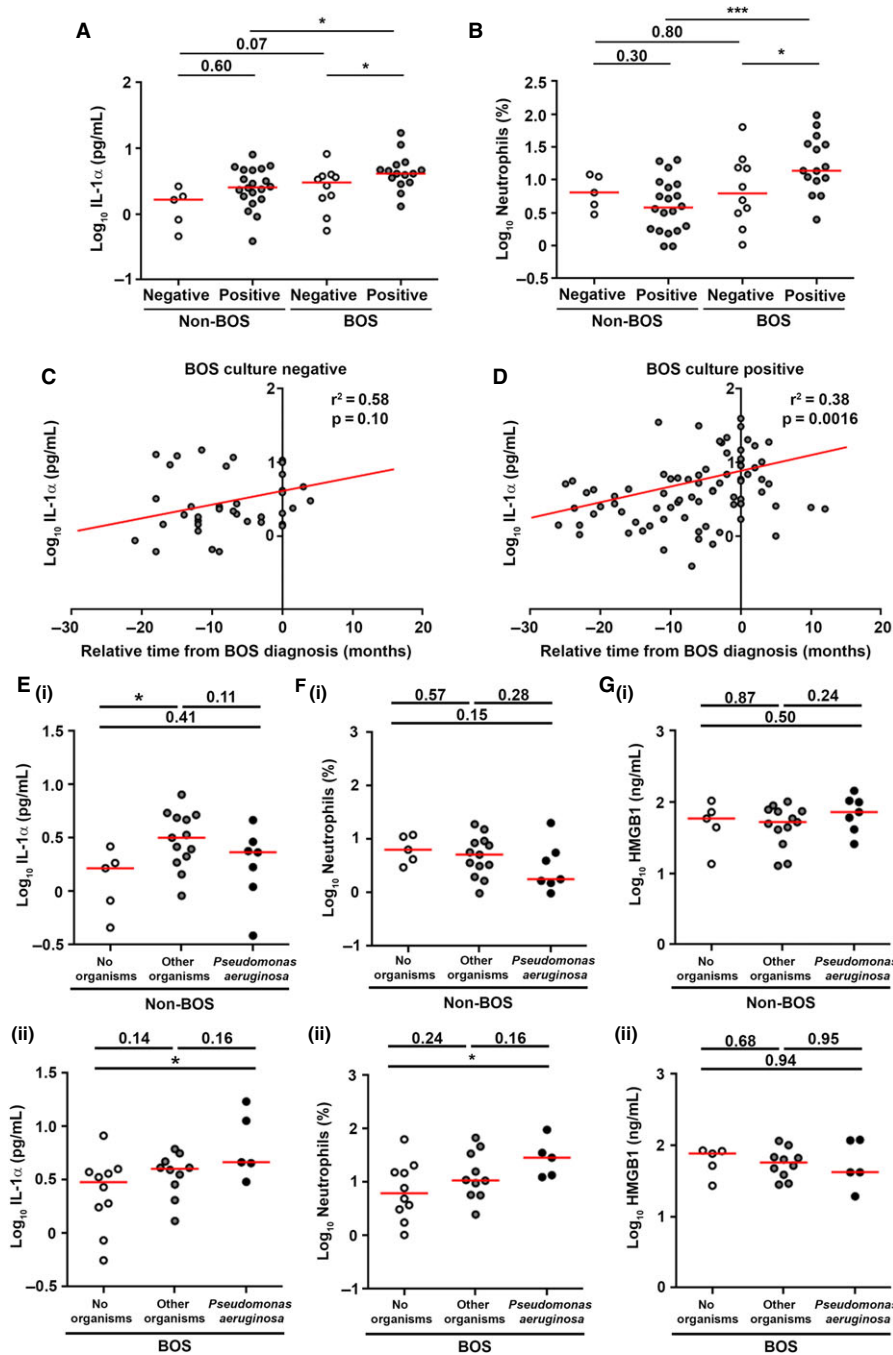 A
*
0.07
0.60
*
Log10 IL-1α (pg/mL)
2
1
0
–1
Negative Positive Negative Positive
Non-BOS BOS
B
***
0.80
0.30
*
Log10 Neutrophils (%)
2.5
2.0
1.5
1.0
0.5
0
–0.5
Negative Positive Negative Positive
Non-BOS BOS
C
BOS culture negative
r2 = 0.58
p = 0.10
Log10 IL-1α (pg/mL)
2
1
0
–30 –20 –10 0 10 20
Relative time from BOS diagnosis (months)
D
BOS culture positive
r2 = 0.38
p = 0.0016
Log10 IL-1α (pg/mL)
2
1
0
–30 –20 –10 0 10 20
Relative time from BOS diagnosis (months)
E (i)
* 0.11
0.41
Log10 IL-1α (pg/mL)
1.5
1.0
0.5
0
–0.5
No organisms Other organisms Pseudomonas aeruginosa
Non-BOS
F (i)
0.57 0.28
0.15
Log10 Neutrophils (%)
3
2
1
0
–1
No organisms Other organisms Pseudomonas aeruginosa
Non-BOS
G (i)
0.87 0.24
0.50
Log10 HMGB1 (ng/mL)
3
2
1
0
No organisms Other organisms Pseudomonas aeruginosa
Non-BOS
(ii)
0.14 0.16
*
Log10 IL-1α (pg/mL)
1.5
1.0
0.5
0
–0.5
No organisms Other organisms Pseudomonas aeruginosa
BOS
(ii)
0.24 0.16
*
Log10 Neutrophils (%)
3
2
1
0
–1
No organisms Other organisms Pseudomonas aeruginosa
BOS
(ii)
0.68 0.95
0.94
Log10 HMGB1 (ng/mL)
3
2
1
0
No organisms Other organisms Pseudomonas aeruginosa
BOS